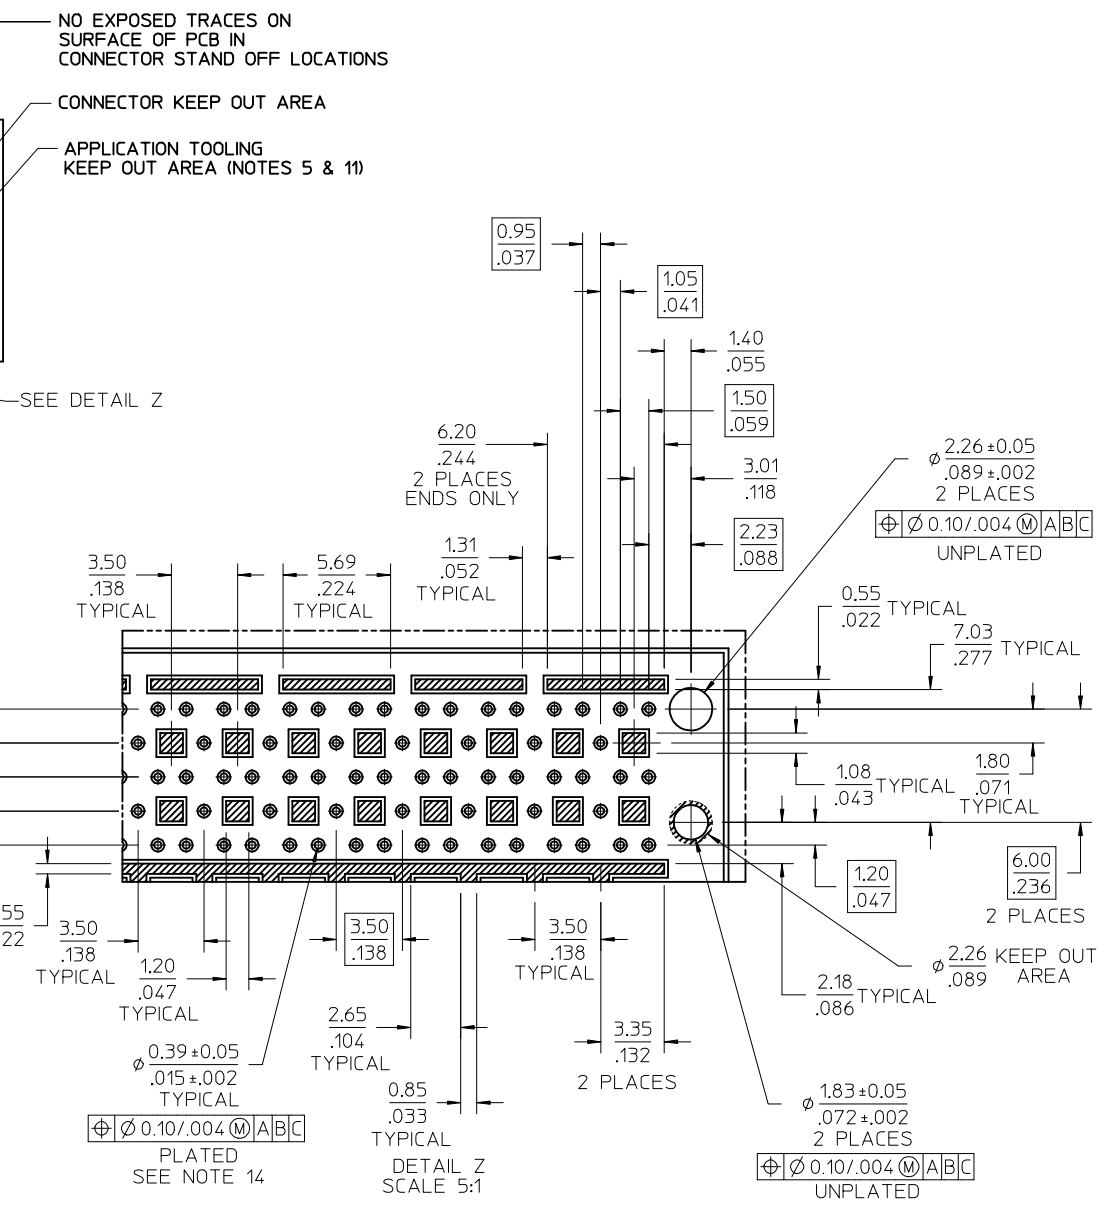 NO EXPOSED TRACES ON
SURFACE OF PCB IN
CONNECTOR STAND OFF LOCATIONS
CONNECTOR KEEP OUT AREA
APPLICATION TOOLING
KEEP OUT AREA (NOTES 5 & 11)
0.95
.037
1.05
.041
1.40
.055
SEE DETAIL Z
1.50
.059
6.20
.244
2 PLACES
ENDS ONLY
3.01
.118
⌀ 2.26 ±0.05
.089 ±.002
2 PLACES
⌖ ⌀ 0.10/.004 Ⓜ A B C
UNPLATED
2.23
.088
3.50
.138
TYPICAL
5.69
.224
TYPICAL
1.31
.052
TYPICAL
0.55
.022
TYPICAL
7.03
.277
TYPICAL
1.08
.043
TYPICAL
1.80
.071
TYPICAL
1.20
.047
6.00
.236
2 PLACES
55
22
3.50
.138
TYPICAL
1.20
.047
TYPICAL
3.50
.138
3.50
.138
TYPICAL
⌀ 2.26
.089
KEEP OUT
AREA
2.18
.086
TYPICAL
2.65
.104
TYPICAL
3.35
.132
2 PLACES
⌀ 0.39 ±0.05
.015 ±.002
TYPICAL
⌖ ⌀ 0.10/.004 Ⓜ A B C
PLATED
SEE NOTE 14
0.85
.033
TYPICAL
DETAIL Z
SCALE 5:1
⌀ 1.83 ±0.05
.072 ±.002
2 PLACES
⌖ ⌀ 0.10/.004 Ⓜ A B C
UNPLATED